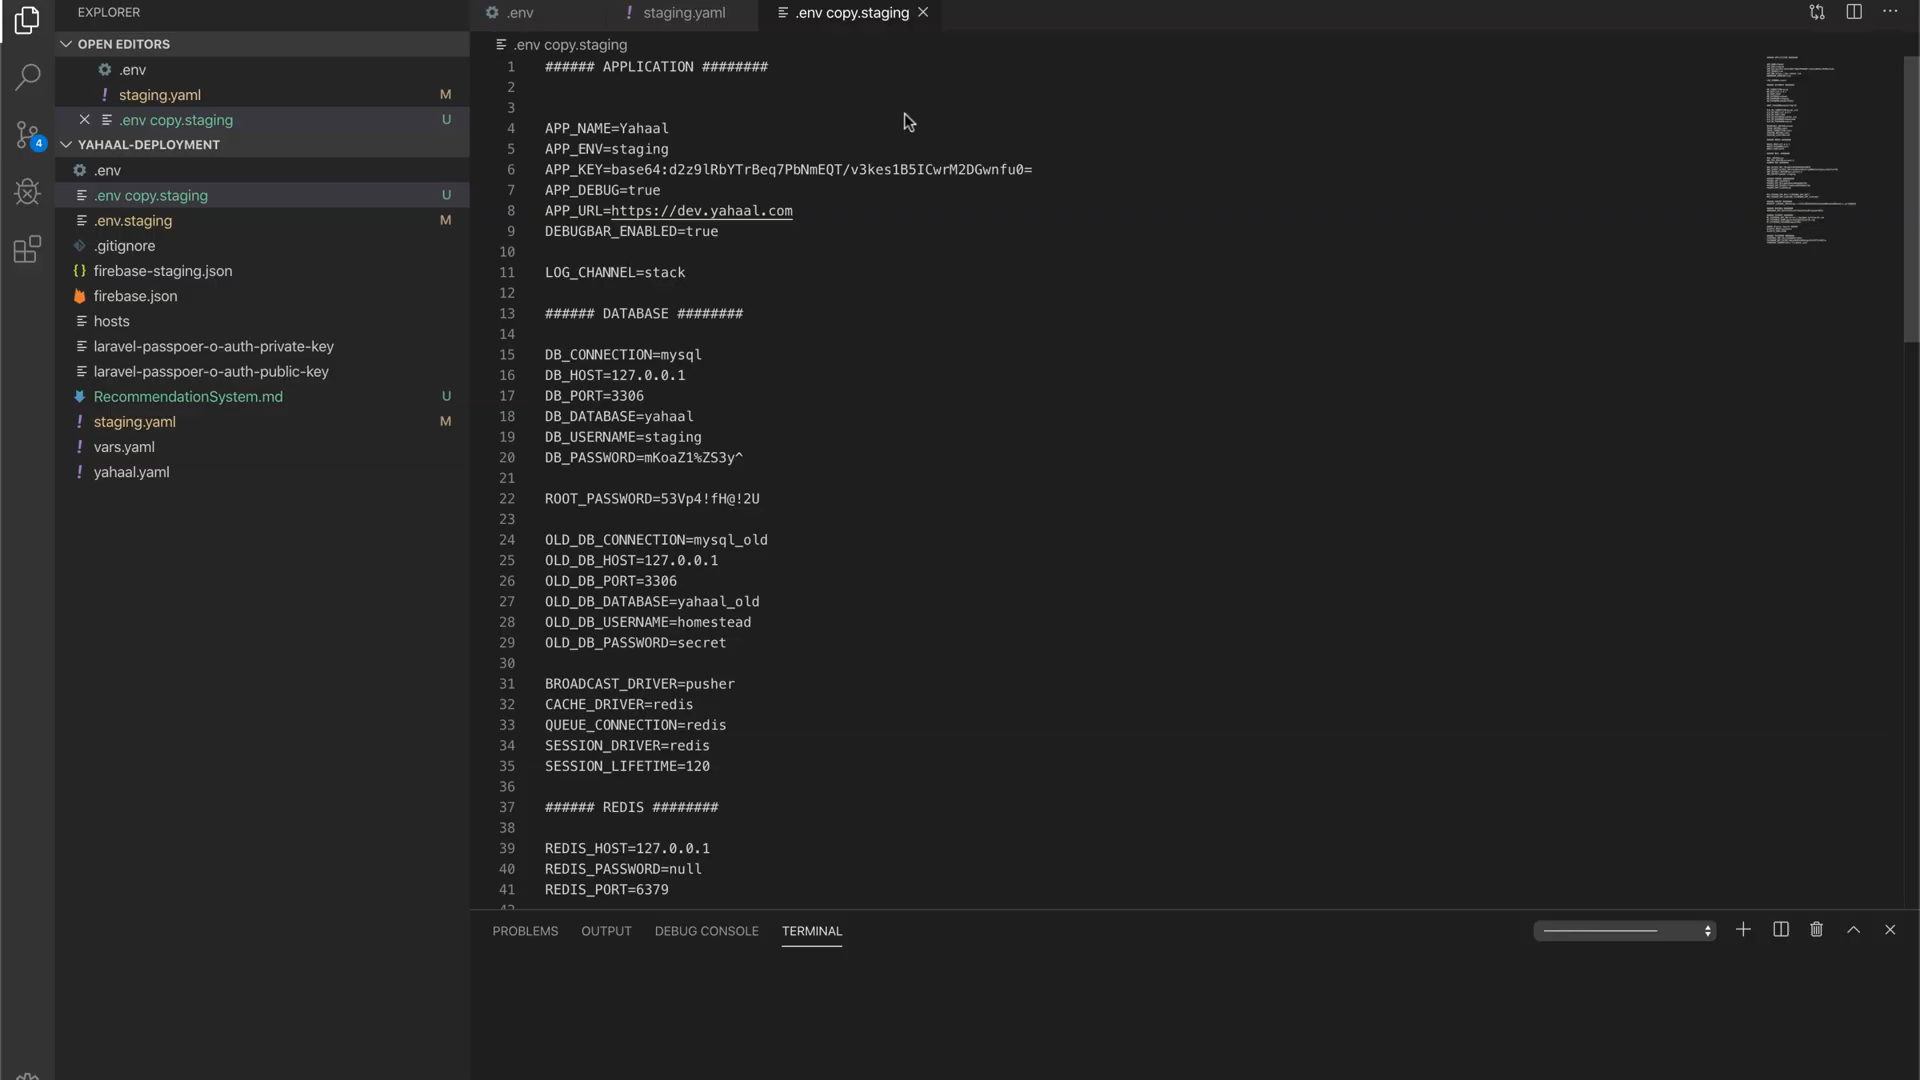 EXPLORER
OPEN EDITORS
.env
staging.yaml M
.env copy.staging U
YAHAAL-DEPLOYMENT
.env
.env copy.staging U
.env.staging M
.gitignore
firebase-staging.json
firebase.json
hosts
laravel-passpoer-o-auth-private-key
laravel-passpoer-o-auth-public-key
RecommendationSystem.md U
staging.yaml M
vars.yaml
yahaal.yaml
4
.env staging.yaml .env copy.staging
.env copy.staging
1 ###### APPLICATION ########
2
3
4 APP_NAME=Yahaal
5 APP_ENV=staging
6 APP_KEY=base64:d2z9lRbYTrBeq7PbNmEQT/v3kes1B5ICwrM2DGwnfu0=
7 APP_DEBUG=true
8 APP_URL=https://dev.yahaal.com
9 DEBUGBAR_ENABLED=true
10
11 LOG_CHANNEL=stack
12
13 ###### DATABASE ########
14
15 DB_CONNECTION=mysql
16 DB_HOST=127.0.0.1
17 DB_PORT=3306
18 DB_DATABASE=yahaal
19 DB_USERNAME=staging
20 DB_PASSWORD=mKoaZ1%ZS3y^
21
22 ROOT_PASSWORD=53Vp4!fH@!2U
23
24 OLD_DB_CONNECTION=mysql_old
25 OLD_DB_HOST=127.0.0.1
26 OLD_DB_PORT=3306
27 OLD_DB_DATABASE=yahaal_old
28 OLD_DB_USERNAME=homestead
29 OLD_DB_PASSWORD=secret
30
31 BROADCAST_DRIVER=pusher
32 CACHE_DRIVER=redis
33 QUEUE_CONNECTION=redis
34 SESSION_DRIVER=redis
35 SESSION_LIFETIME=120
36
37 ###### REDIS ########
38
39 REDIS_HOST=127.0.0.1
40 REDIS_PASSWORD=null
41 REDIS_PORT=6379
PROBLEMS OUTPUT DEBUG CONSOLE TERMINAL